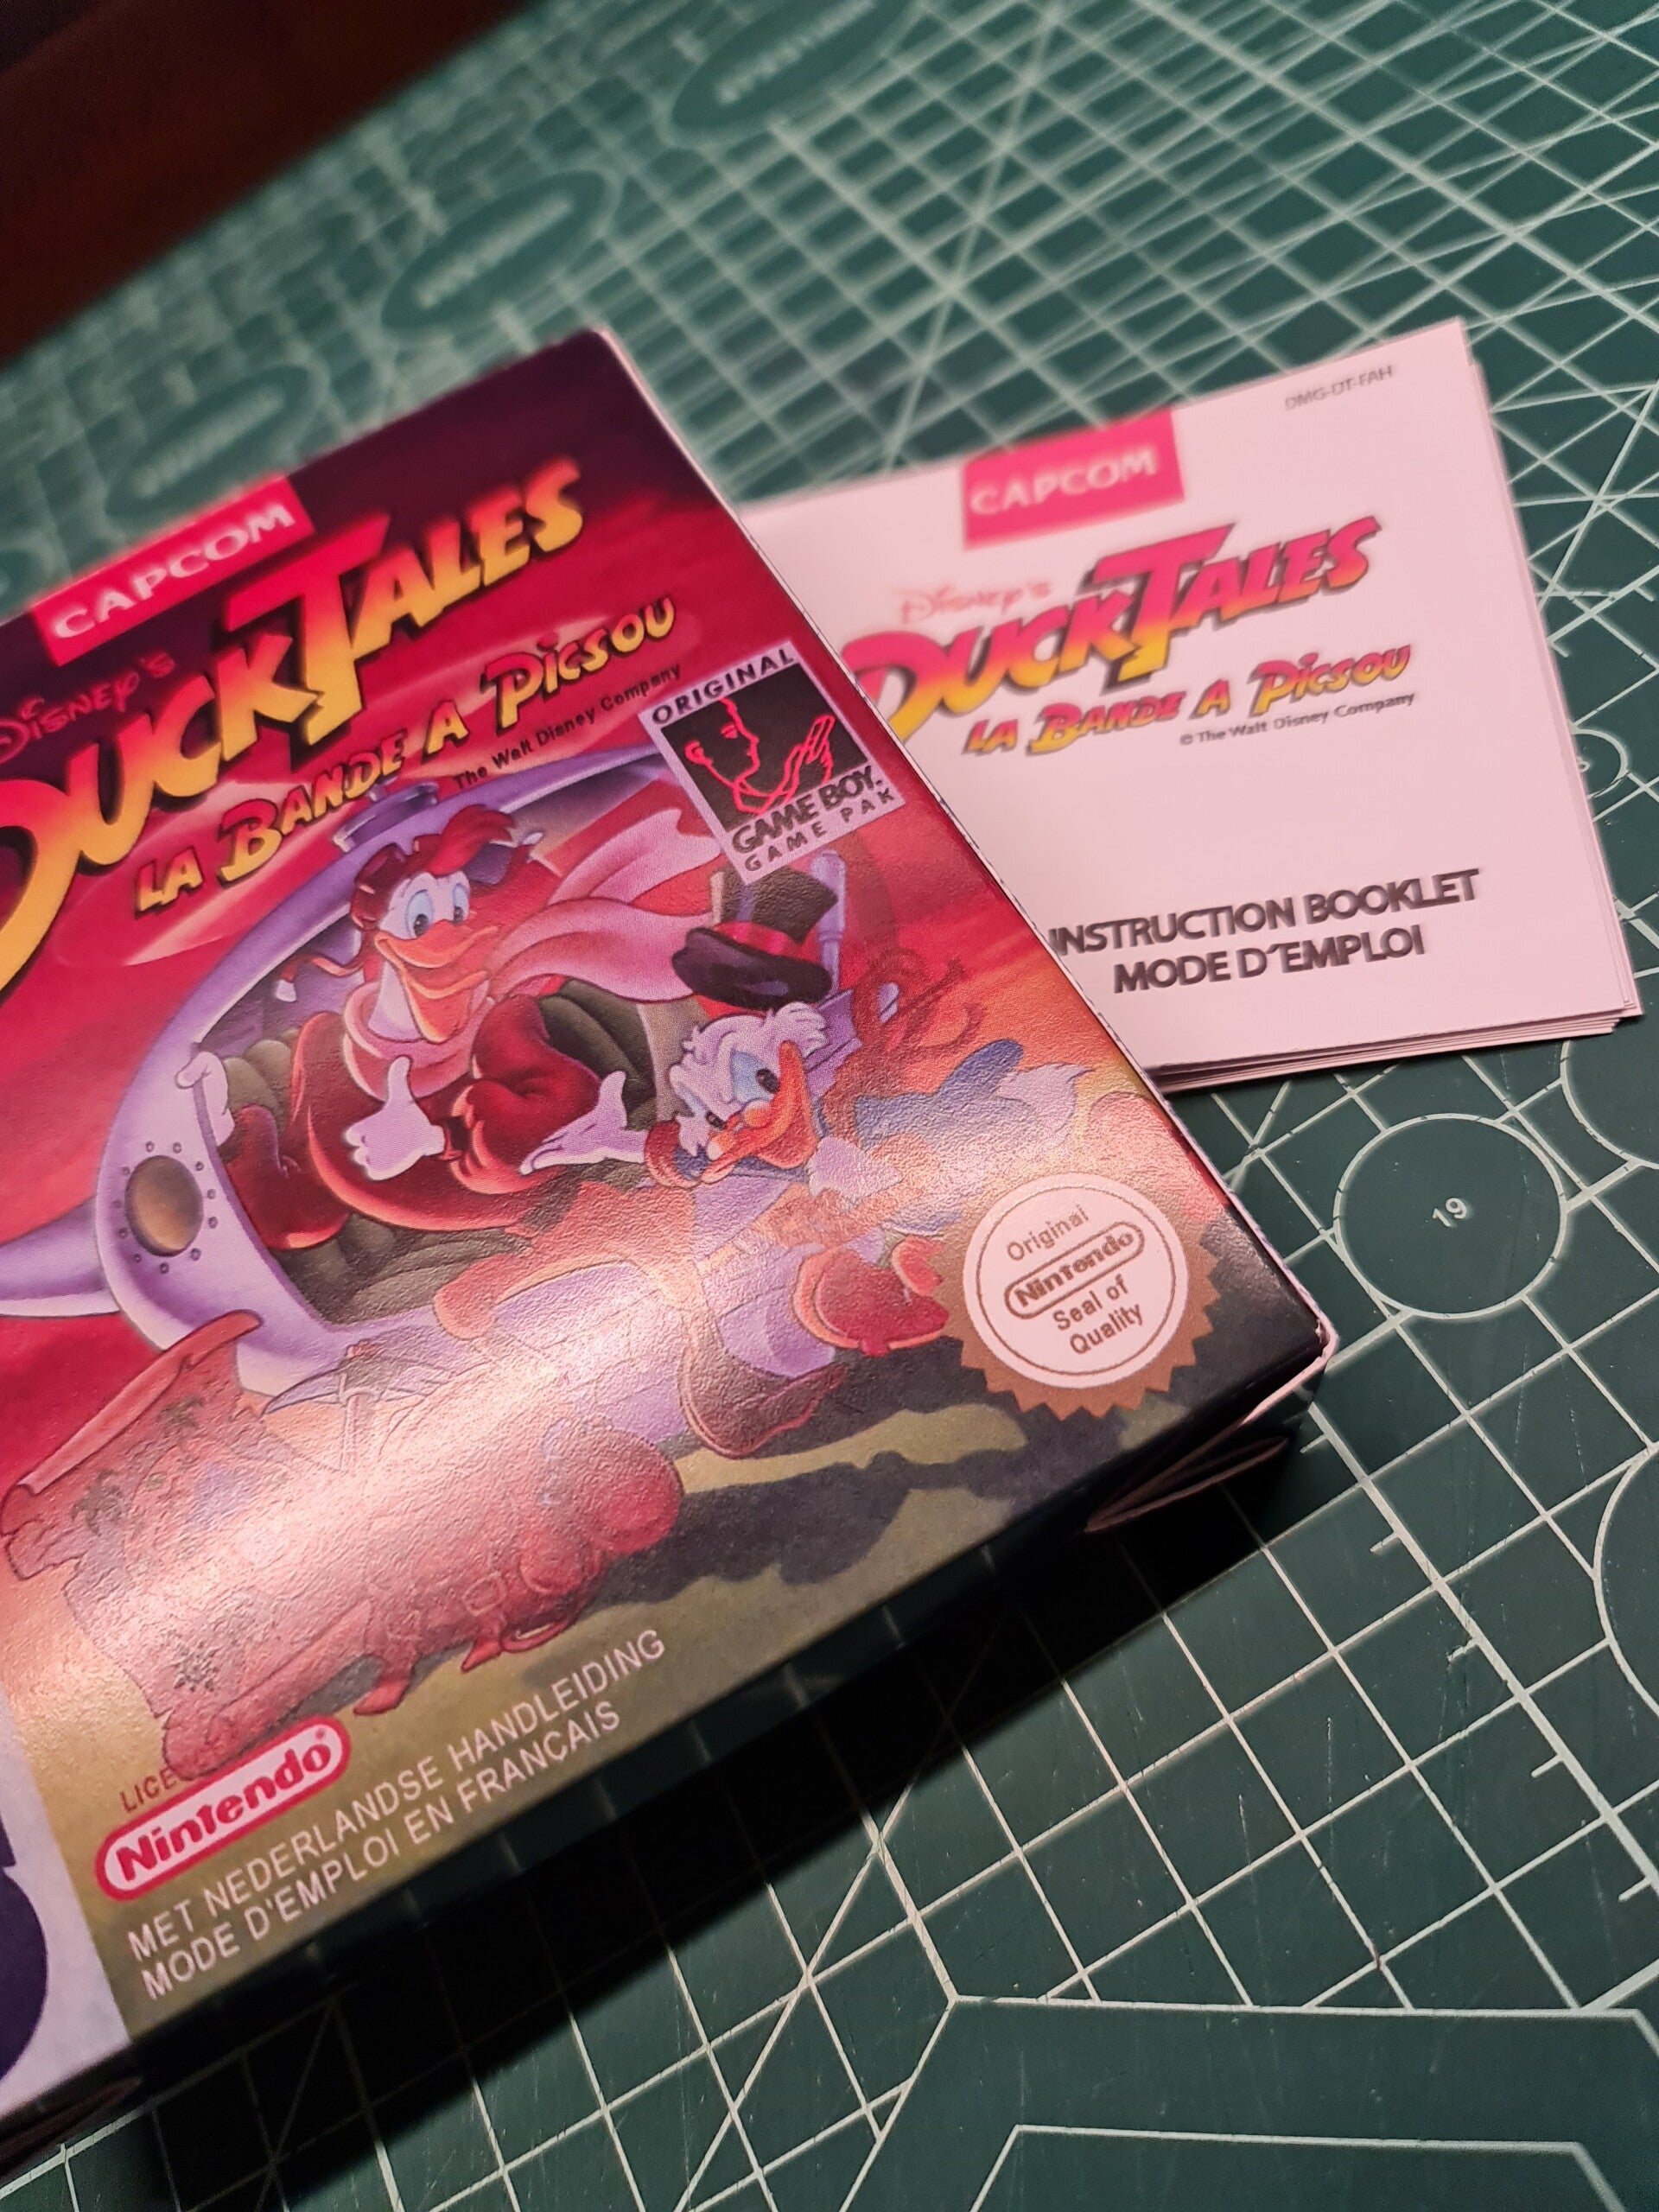 CAPCOM
DISNEY'S
DUCKTALES
LA BANDE A PICSOU
The Walt Disney Company
ORIGINAL
GAME BOY
GAME PAK
Original
Nintendo
Seal of
Quality
Nintendo®
MET NEDERLANDSE HANDLEIDING
MODE D'EMPLOI EN FRANÇAIS
DMG-DT-FAH
CAPCOM
DISNEY'S
DUCKTALES
LA BANDE A PICSOU
© The Walt Disney Company
INSTRUCTION BOOKLET
MODE D'EMPLOI
19